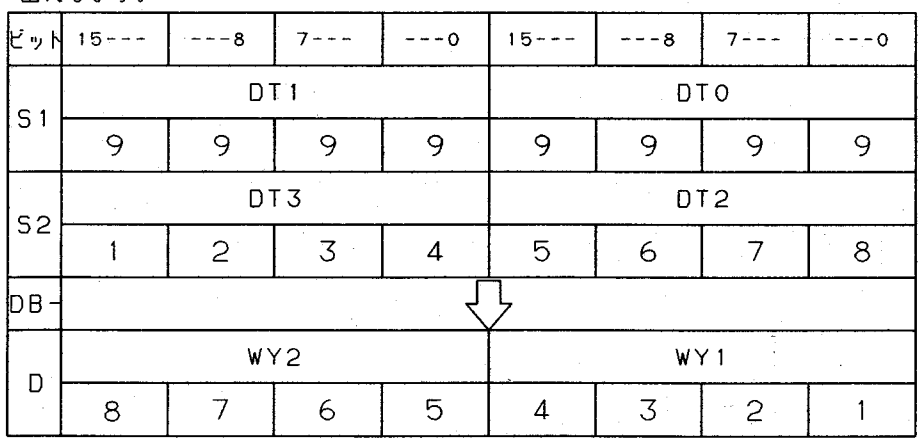 ビット 15--- ---8 7--- ---0 15--- ---8 7--- ---0
S1 DT1 DT0
9 9 9 9 9 9 9 9
S2 DT3 DT2
1 2 3 4 5 6 7 8
DB-
D WY2 WY1
8 7 6 5 4 3 2 1